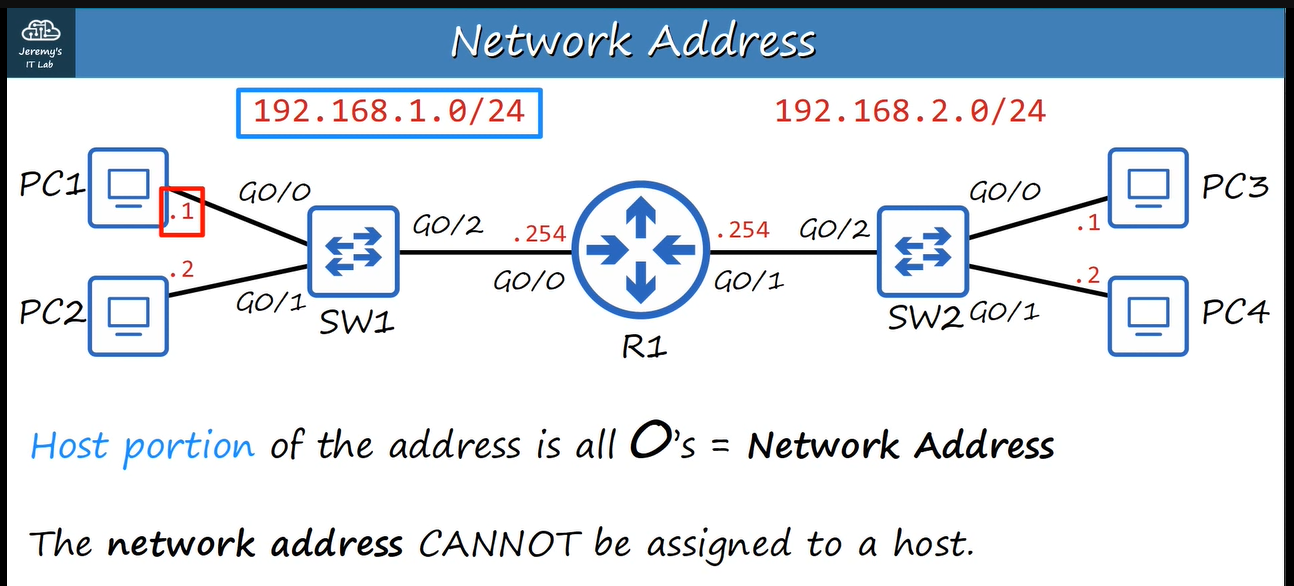 Jeremy's
IT Lab
Network Address
192.168.1.0/24
192.168.2.0/24
PC1
.1
G0/0
G0/2
.254
.254
G0/2
G0/0
.1
PC3
PC2
.2
G0/1
SW1
G0/0
R1
G0/1
SW2
G0/1
.2
PC4
Host portion of the address is all 0's = Network Address
The network address CANNOT be assigned to a host.